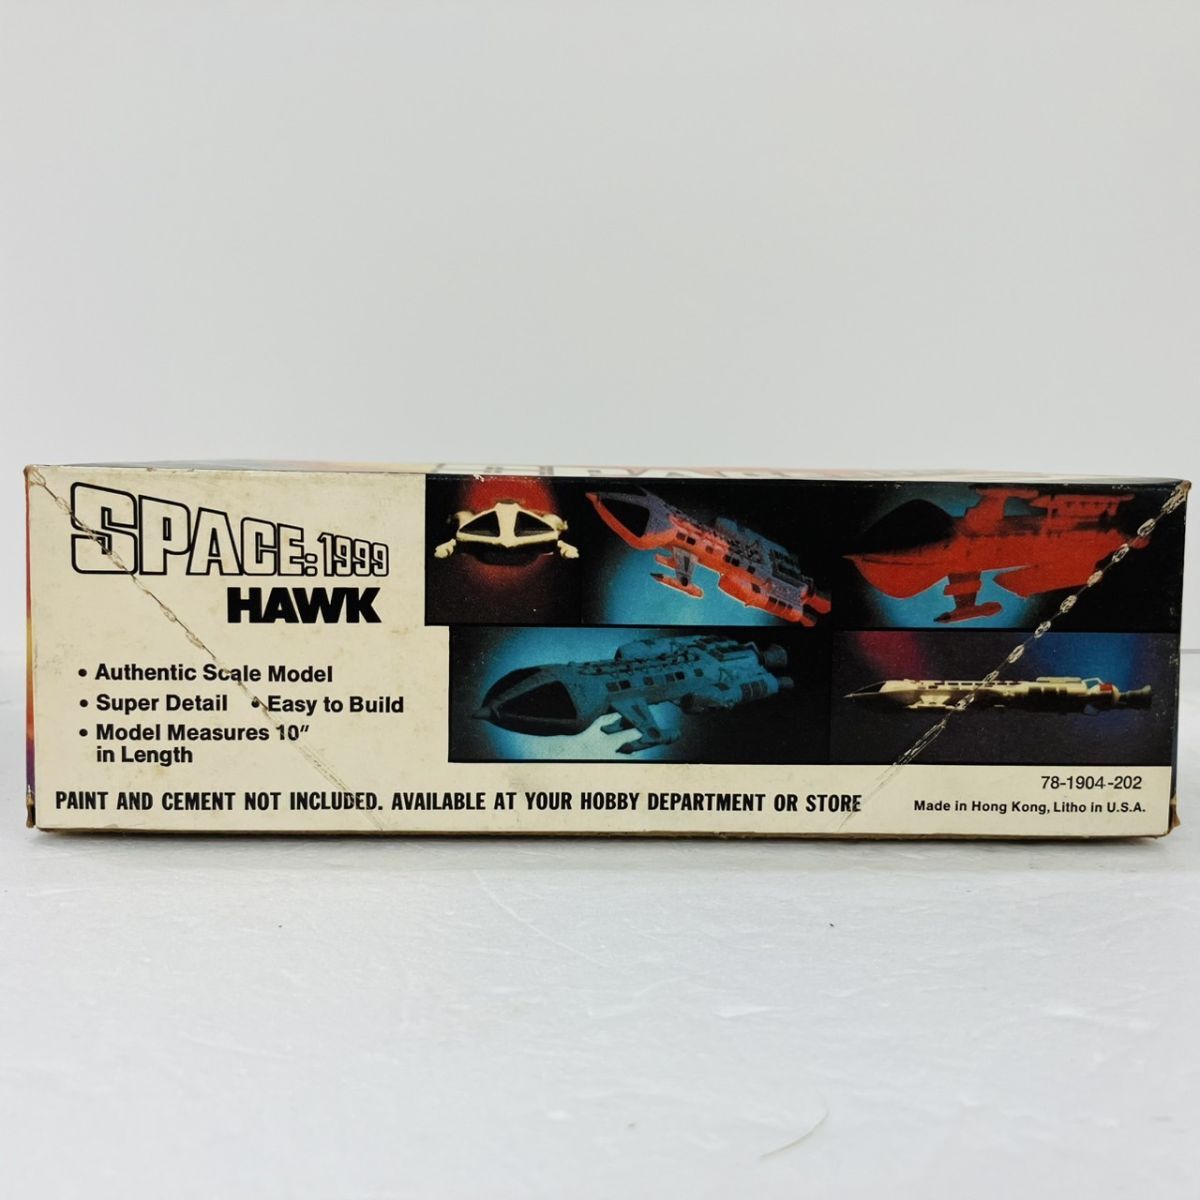 SPACE: 1999
HAWK
• Authentic Scale Model
• Super Detail • Easy to Build
• Model Measures 10"
in Length
PAINT AND CEMENT NOT INCLUDED. AVAILABLE AT YOUR HOBBY DEPARTMENT OR STORE
78-1904-202
Made in Hong Kong, Litho in U.S.A.